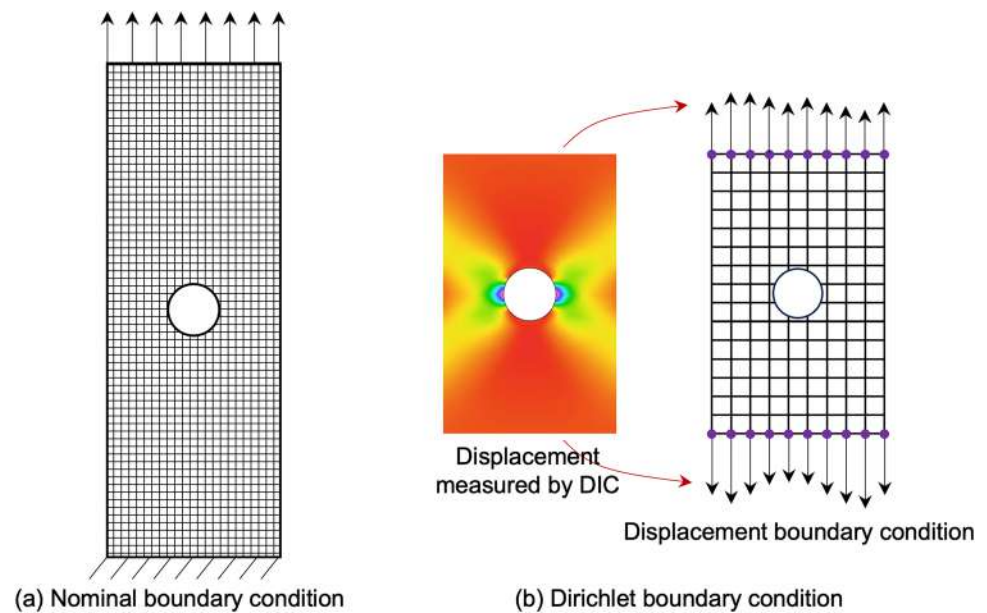 Displacement
measured by DIC
Displacement boundary condition
(a) Nominal boundary condition
(b) Dirichlet boundary condition